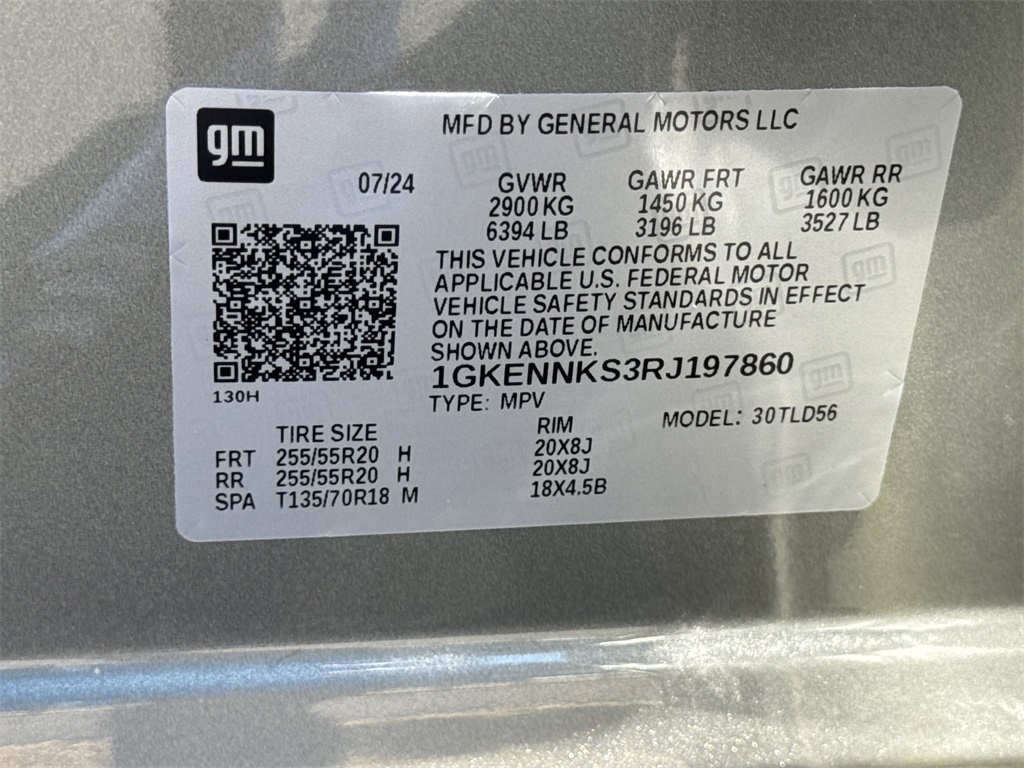 gm
MFD BY GENERAL MOTORS LLC
07/24 GVWR GAWR FRT GAWR RR
2900 KG 1450 KG 1600 KG
6394 LB 3196 LB 3527 LB
THIS VEHICLE CONFORMS TO ALL
APPLICABLE U.S. FEDERAL MOTOR
VEHICLE SAFETY STANDARDS IN EFFECT
ON THE DATE OF MANUFACTURE
SHOWN ABOVE.
1GKENNKS3RJ197860
130H
TYPE: MPV
MODEL: 30TLD56
TIRE SIZE RIM
FRT 255/55R20 H 20X8J
RR 255/55R20 H 20X8J
SPA T135/70R18 M 18X4.5B